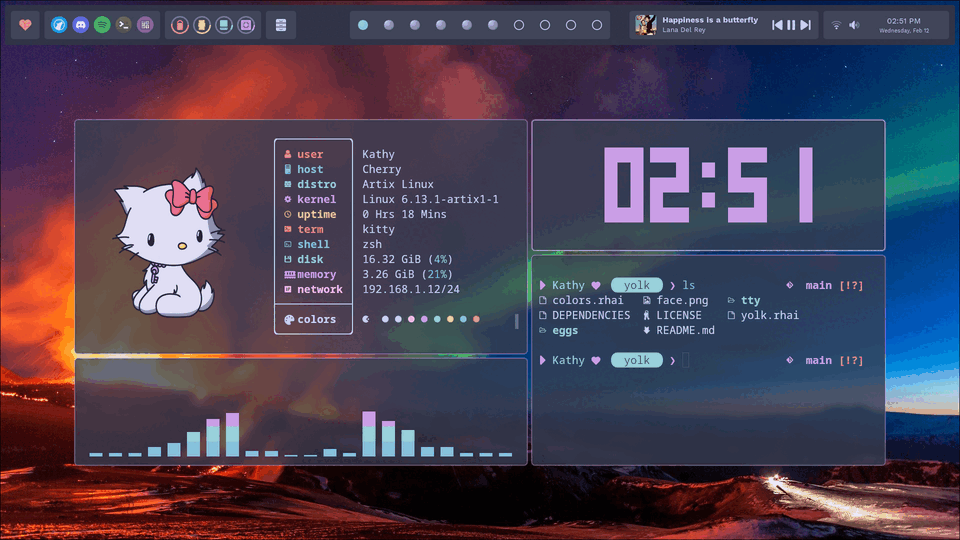 Happiness is a butterfly
Lana Del Rey
02:51 PM
Wednesday, Feb 12
user Kathy
host Cherry
distro Artix Linux
kernel Linux 6.13.1-artix1-1
uptime 0 Hrs 18 Mins
term kitty
shell zsh
disk 16.32 GiB (4%)
memory 3.26 GiB (21%)
network 192.168.1.12/24
colors
02:51
Kathy yolk ❯ ls main [!?]
colors.rhai face.png tty
DEPENDENCIES LICENSE yolk.rhai
eggs README.md
Kathy yolk ❯ main [!?]